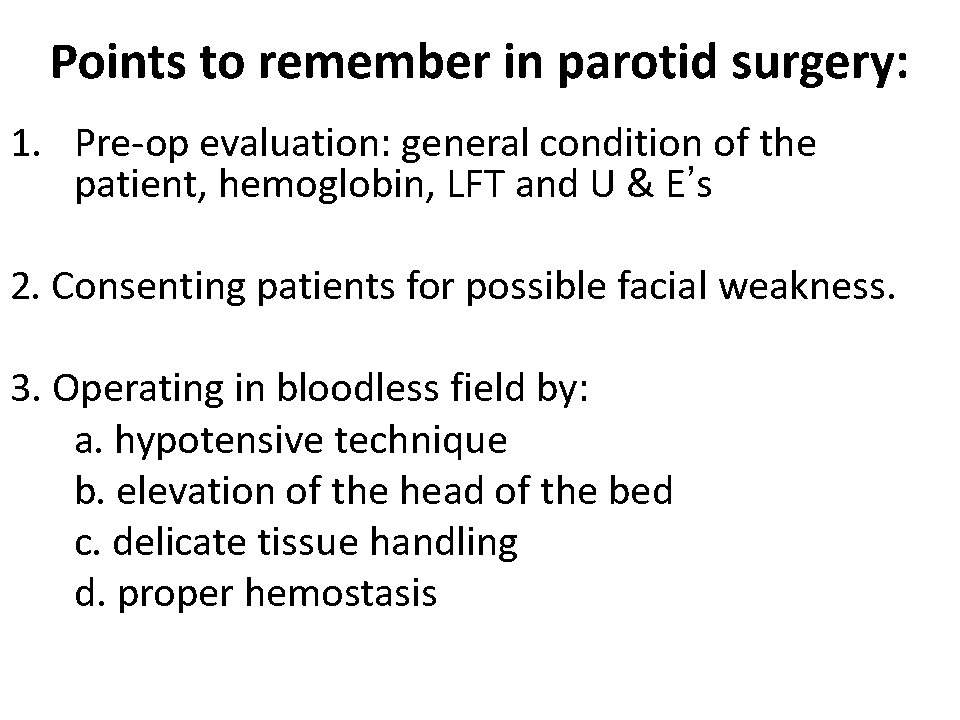 Points to remember in parotid surgery:
1. Pre-op evaluation: general condition of the
patient, hemoglobin, LFT and U & E’s
2. Consenting patients for possible facial weakness.
3. Operating in bloodless field by:
a. hypotensive technique
b. elevation of the head of the bed
c. delicate tissue handling
d. proper hemostasis